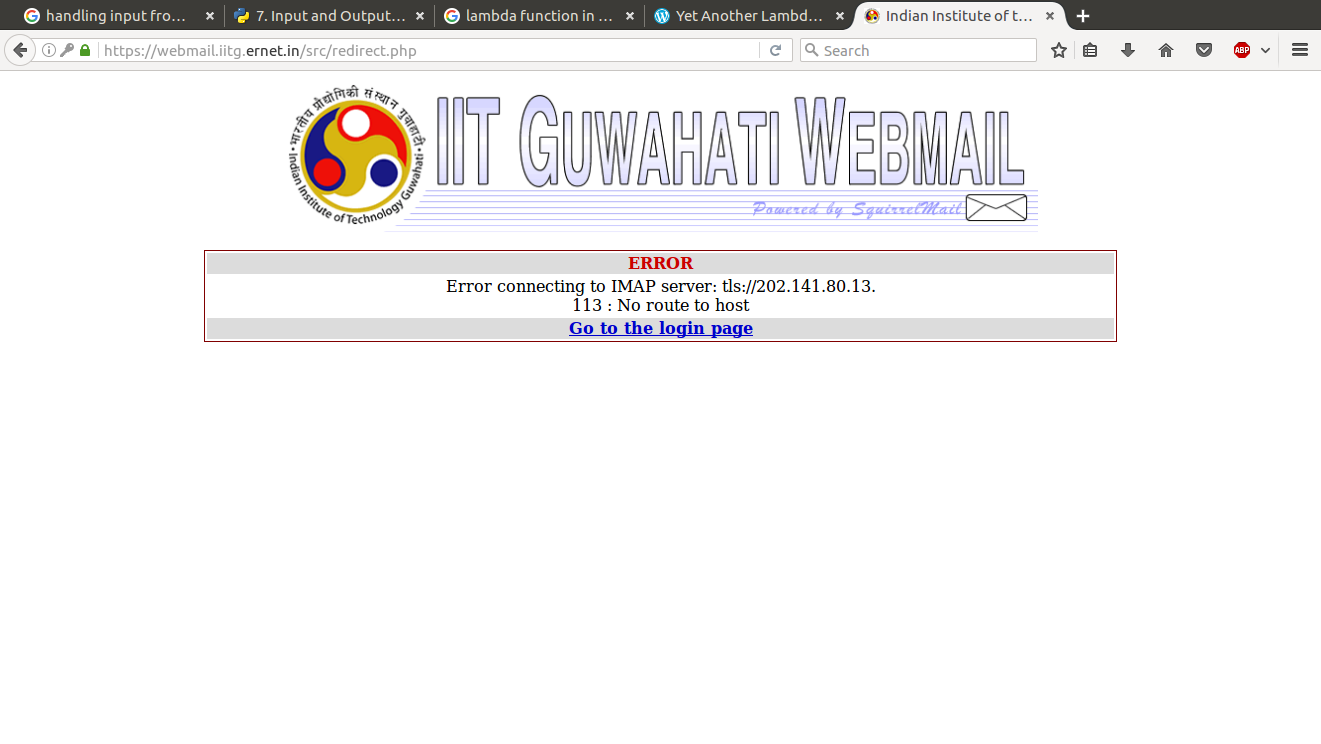 handling input fro...
7. Input and Output...
lambda function in ...
Yet Another Lambd...
Indian Institute of t...
https://webmail.iitg.ernet.in/src/redirect.php
Search
ABP
भारतीय प्रौद्योगिकी संस्थान गुवाहाटी
Indian Institute of Technology Guwahati
IIT GUWAHATI WEBMAIL
Powered by SquirrelMail
ERROR
Error connecting to IMAP server: tls://202.141.80.13.
113 : No route to host
Go to the login page